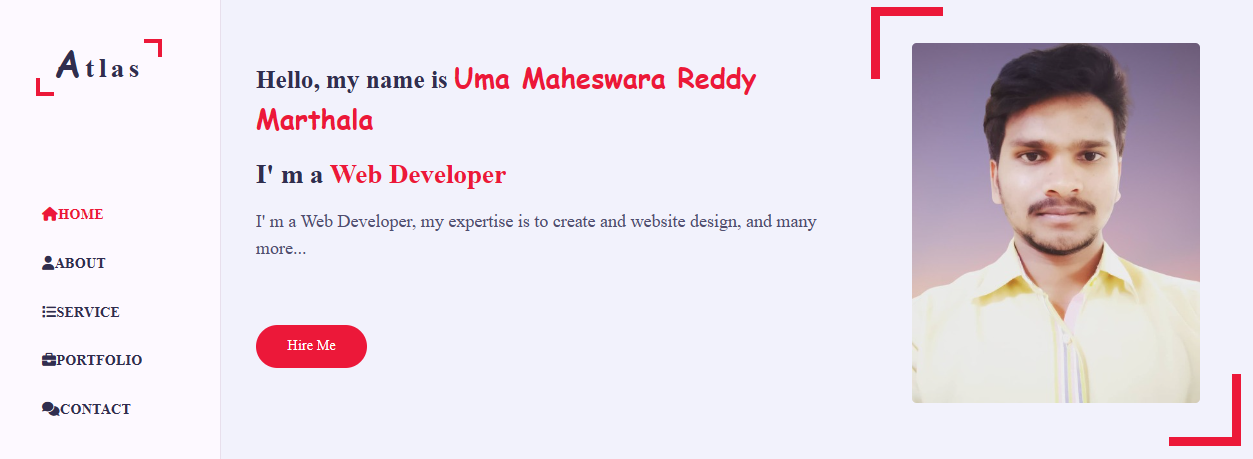 Atlas
HOME
ABOUT
SERVICE
PORTFOLIO
CONTACT
Hello, my name is Uma Maheswara Reddy
Marthala
I' m a Web Developer
I' m a Web Developer, my expertise is to create and website design, and many
more...
Hire Me